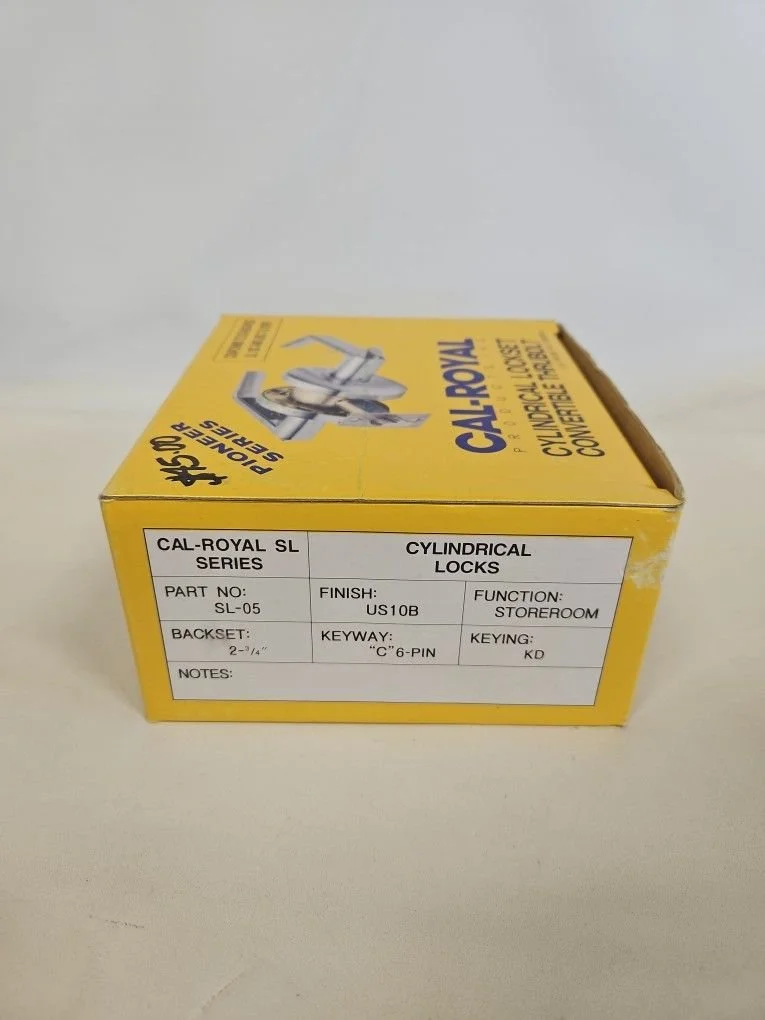 CAL-ROYAL
PRODUCTS
CYLINDRICAL LOCKSET
CONVERTIBLE THRUBOLT
PIONEER
SERIES
$15.00
CAL-ROYAL SL
SERIES
CYLINDRICAL
LOCKS
PART NO:
SL-05
FINISH:
US10B
FUNCTION:
STOREROOM
BACKSET:
2-3/4"
KEYWAY:
"C"6-PIN
KEYING:
KD
NOTES: